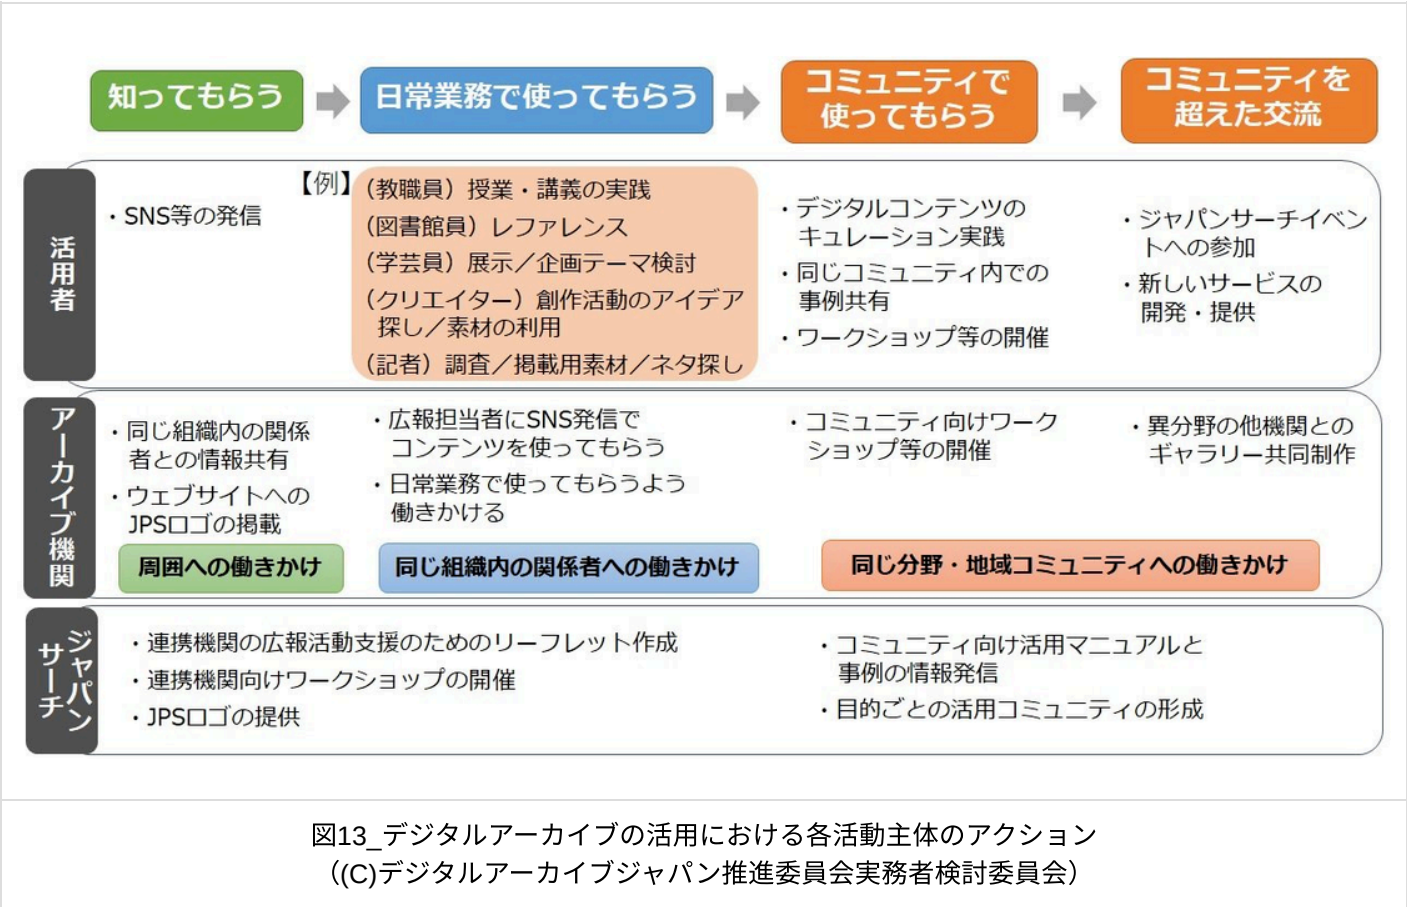 知ってもらう
日常業務で使ってもらう
コミュニティで
使ってもらう
コミュニティを
超えた交流
活用者
・SNS等の発信
【例】
（教職員）授業・講義の実践
（図書館員）レファレンス
（学芸員）展示／企画テーマ検討
（クリエイター）創作活動のアイデア
探し／素材の利用
（記者）調査／掲載用素材／ネタ探し
・デジタルコンテンツの
キュレーション実践
・同じコミュニティ内での
事例共有
・ワークショップ等の開催
・ジャパンサーチイベン
トへの参加
・新しいサービスの
開発・提供
アーカイブ機関
・同じ組織内の関係
者との情報共有
・ウェブサイトへの
JPSロゴの掲載
周囲への働きかけ
・広報担当者にSNS発信で
コンテンツを使ってもらう
・日常業務で使ってもらうよう
働きかける
同じ組織内の関係者への働きかけ
・コミュニティ向けワーク
ショップ等の開催
・異分野の他機関との
ギャラリー共同制作
同じ分野・地域コミュニティへの働きかけ
ジャパン
サーチ
・連携機関の広報活動支援のためのリーフレット作成
・連携機関向けワークショップの開催
・JPSロゴの提供
・コミュニティ向け活用マニュアルと
事例の情報発信
・目的ごとの活用コミュニティの形成
図13_デジタルアーカイブの活用における各活動主体のアクション
（(C)デジタルアーカイブジャパン推進委員会実務者検討委員会）